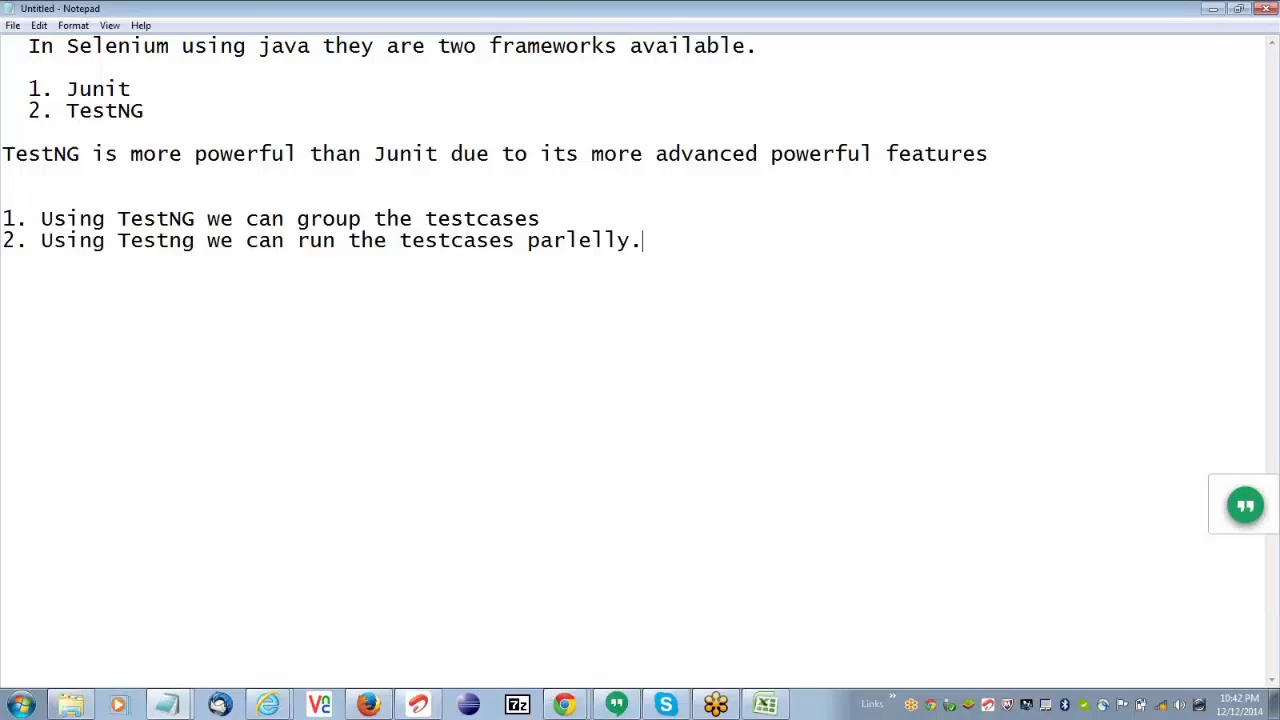 Untitled - Notepad
File Edit Format View Help
In Selenium using java they are two frameworks available.
1. Junit
2. TestNG
TestNG is more powerful than Junit due to its more advanced powerful features
1. Using TestNG we can group the testcases
2. Using Testng we can run the testcases parlelly.
Links
10:42 PM
12/12/2014